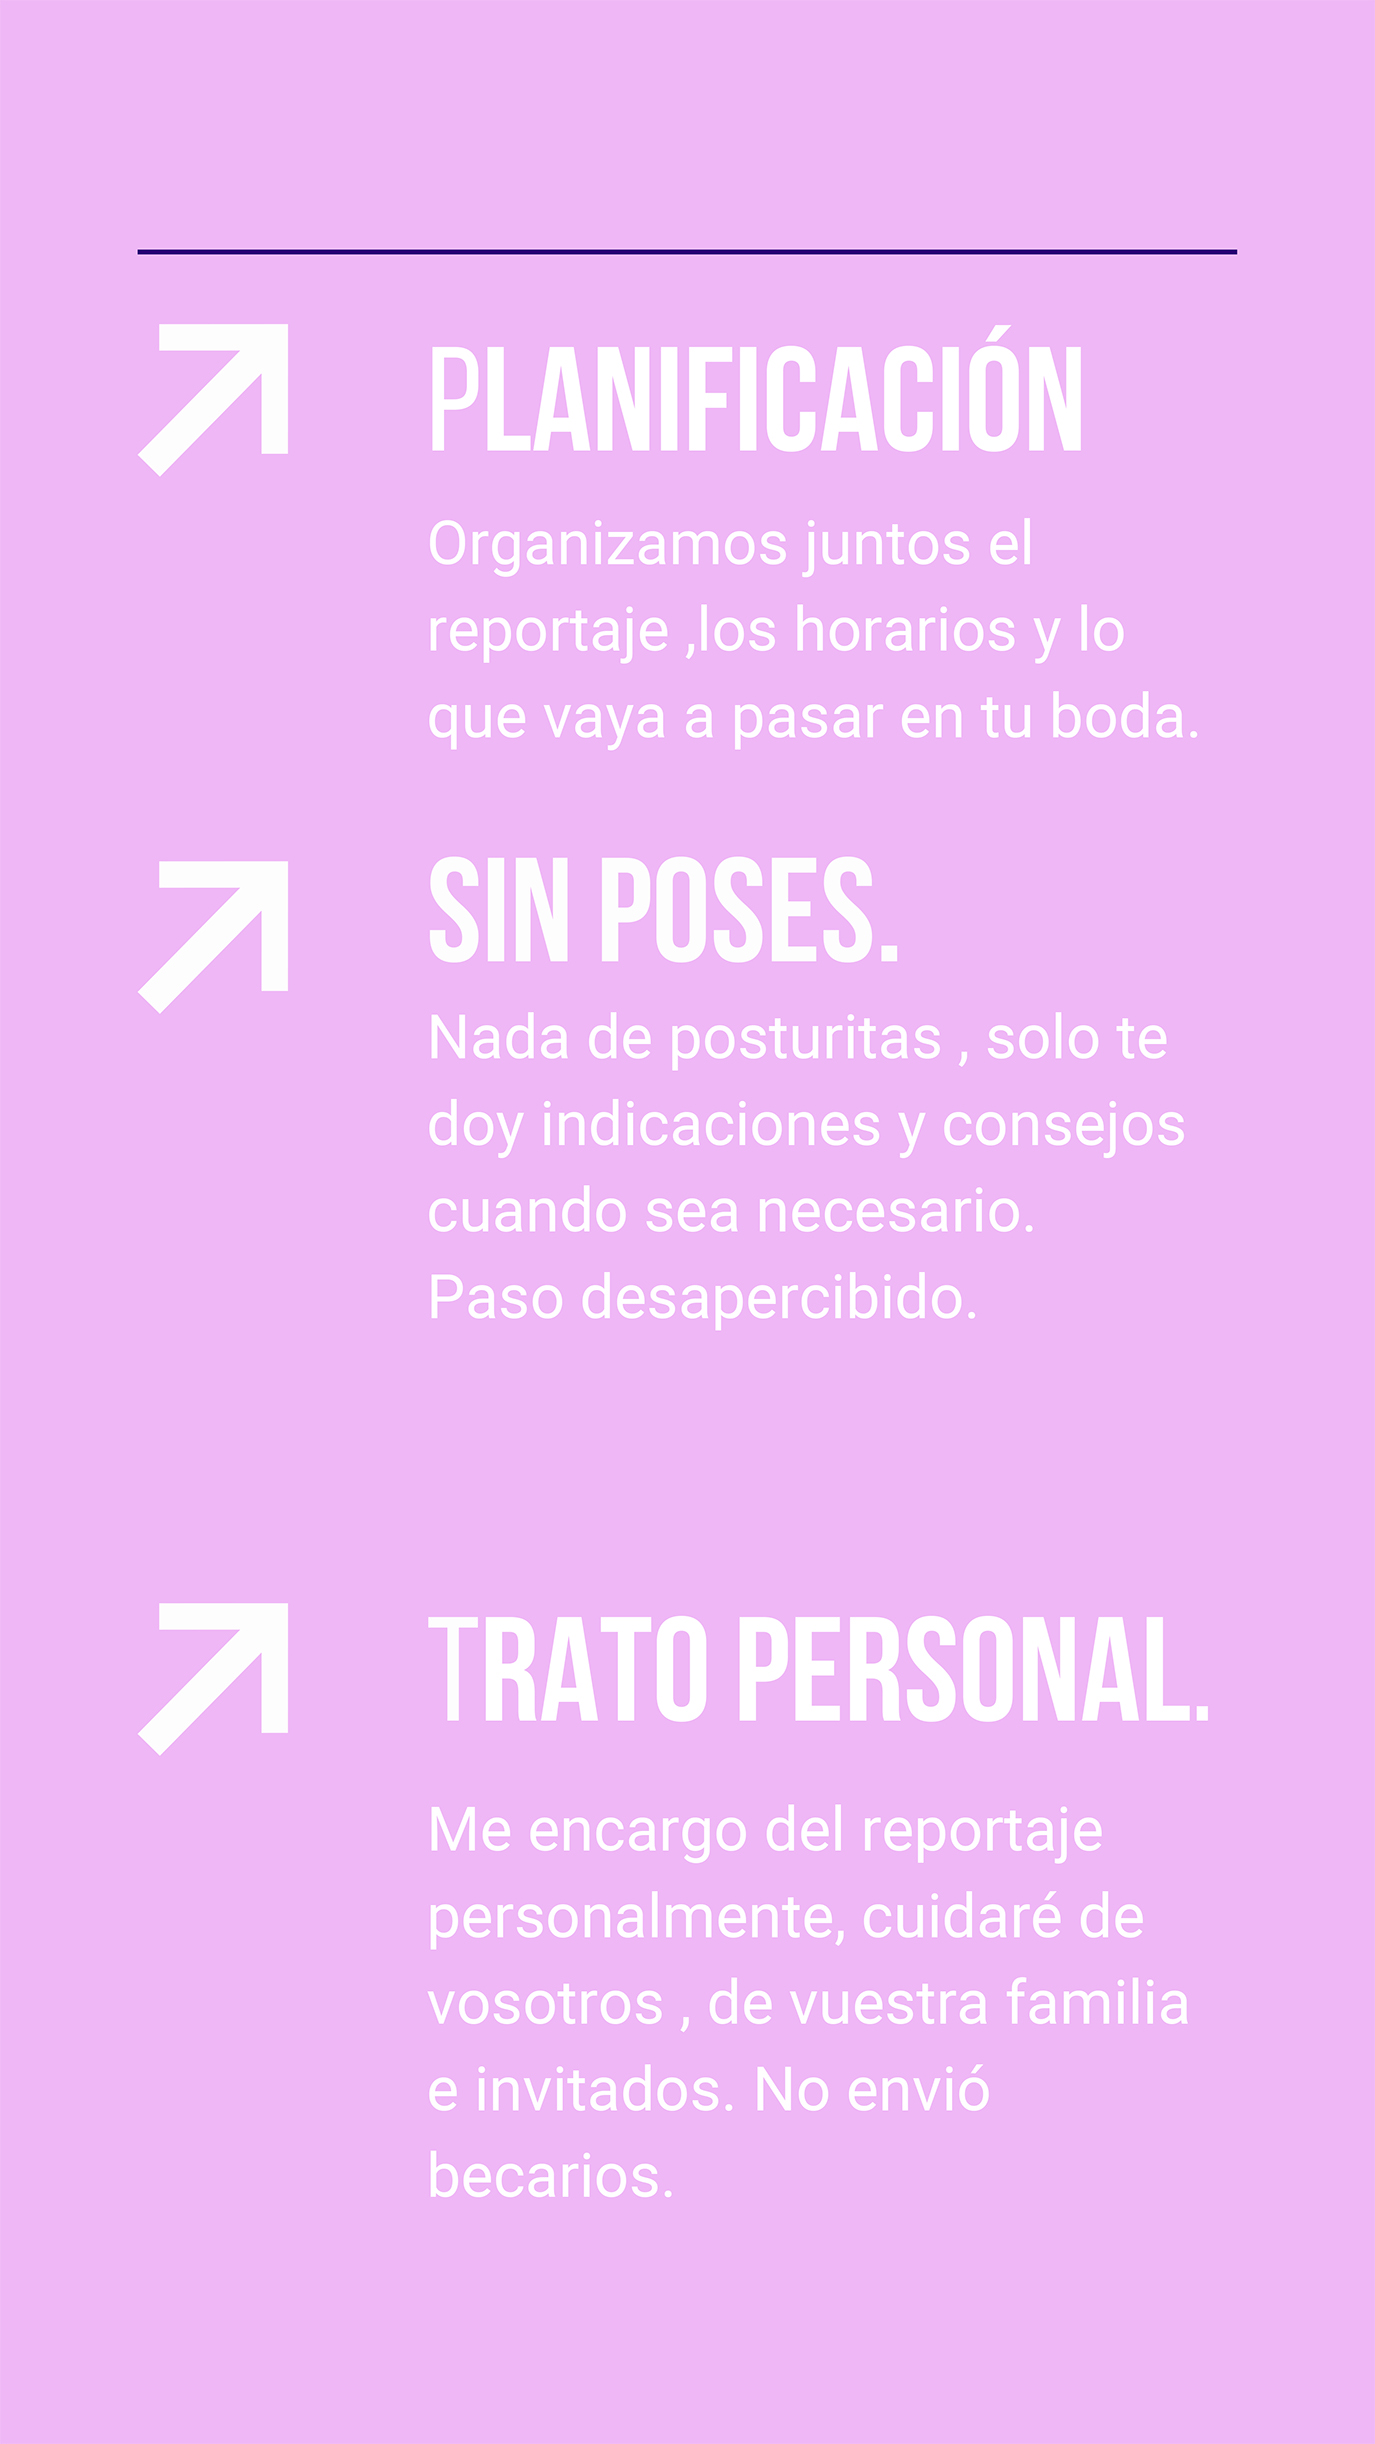 PLANIFICACIÓN
Organizamos juntos el
reportaje ,los horarios y lo
que vaya a pasar en tu boda.
SIN POSES.
Nada de posturitas , solo te
doy indicaciones y consejos
cuando sea necesario.
Paso desapercibido.
TRATO PERSONAL.
Me encargo del reportaje
personalmente, cuidaré de
vosotros , de vuestra familia
e invitados. No envió
becarios.